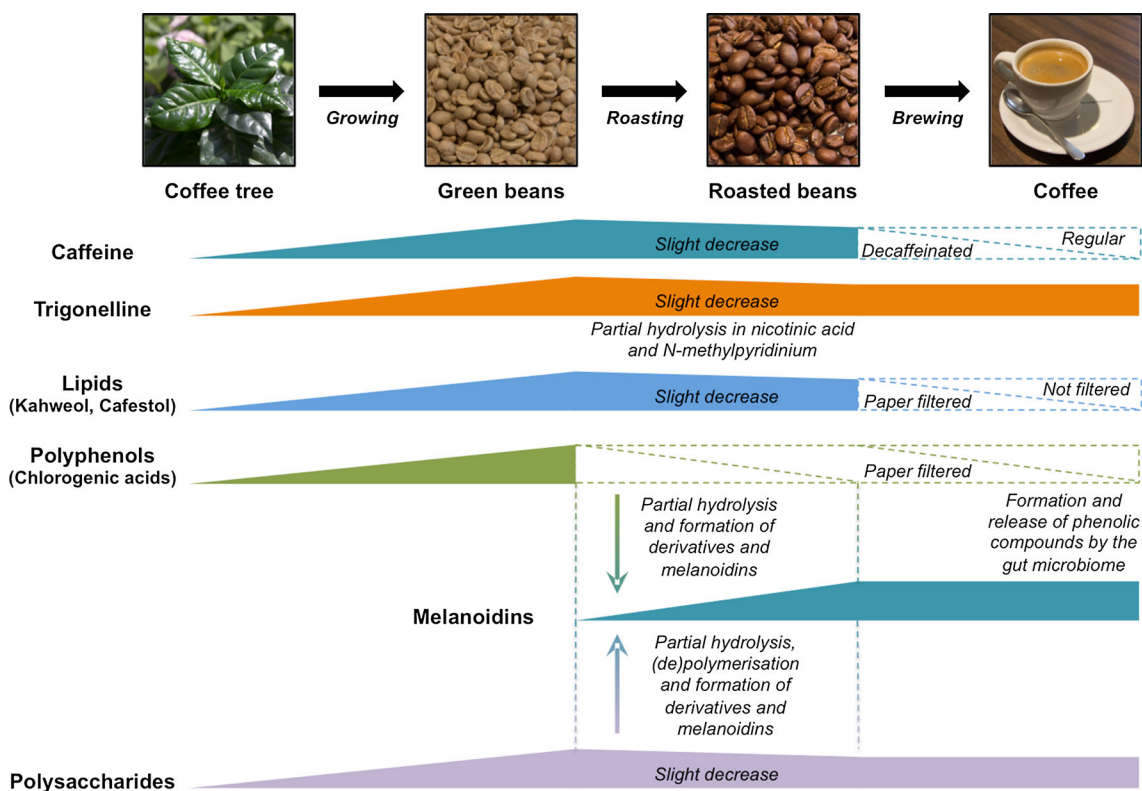 Growing
Roasting
Brewing
Coffee tree
Green beans
Roasted beans
Coffee
Caffeine
Slight decrease
Decaffeinated
Regular
Trigonelline
Slight decrease
Partial hydrolysis in nicotinic acid
and N-methylpyridinium
Lipids
(Kahweol, Cafestol)
Slight decrease
Paper filtered
Not filtered
Polyphenols
(Chlorogenic acids)
Paper filtered
Partial hydrolysis
and formation of
derivatives and
melanoidins
Formation and
release of phenolic
compounds by the
gut microbiome
Melanoidins
Partial hydrolysis,
(de)polymerisation
and formation of
derivatives and
melanoidins
Polysaccharides
Slight decrease